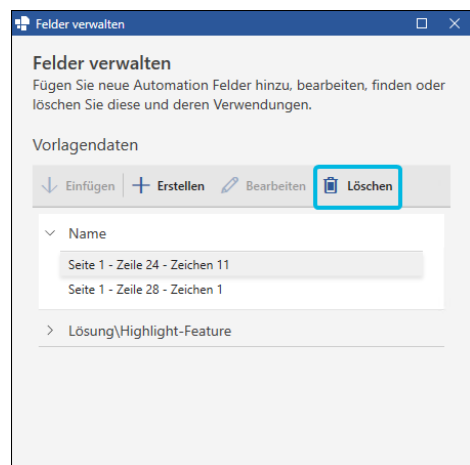 Felder verwalten
Felder verwalten
Fügen Sie neue Automation Felder hinzu, bearbeiten, finden oder
löschen Sie diese und deren Verwendungen.
Vorlagendaten
Einfügen Erstellen Bearbeiten Löschen
Name
Seite 1 - Zeile 24 - Zeichen 11
Seite 1 - Zeile 28 - Zeichen 1
Lösung\Highlight-Feature